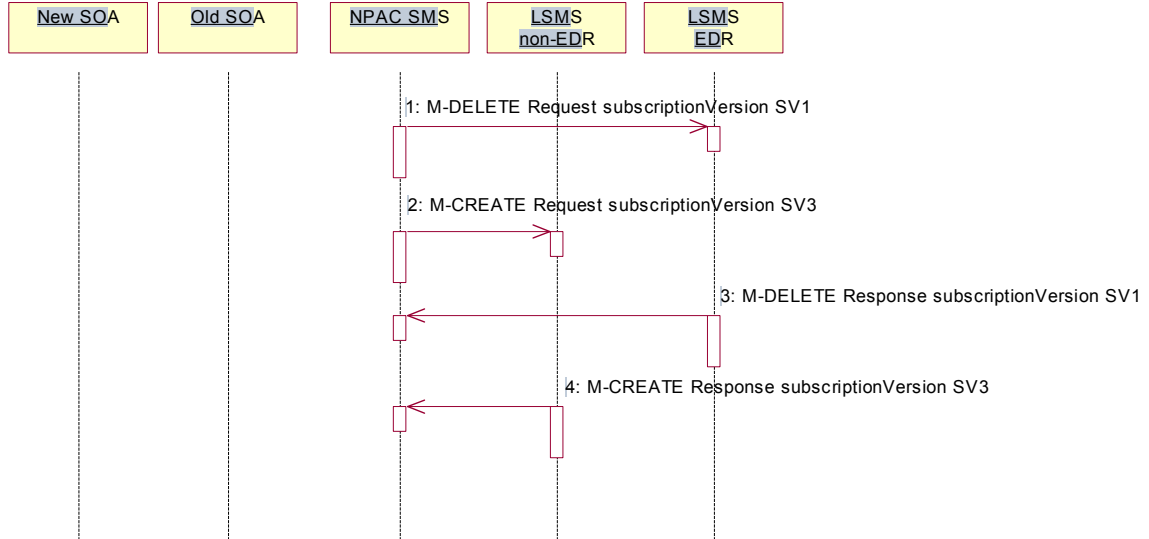 New SOA
Old SOA
NPAC SMS
LSMS
non-EDR
LSMS
EDR
1: M-DELETE Request subscriptionVersion SV1
2: M-CREATE Request subscriptionVersion SV3
3: M-DELETE Response subscriptionVersion SV1
4: M-CREATE Response subscriptionVersion SV3